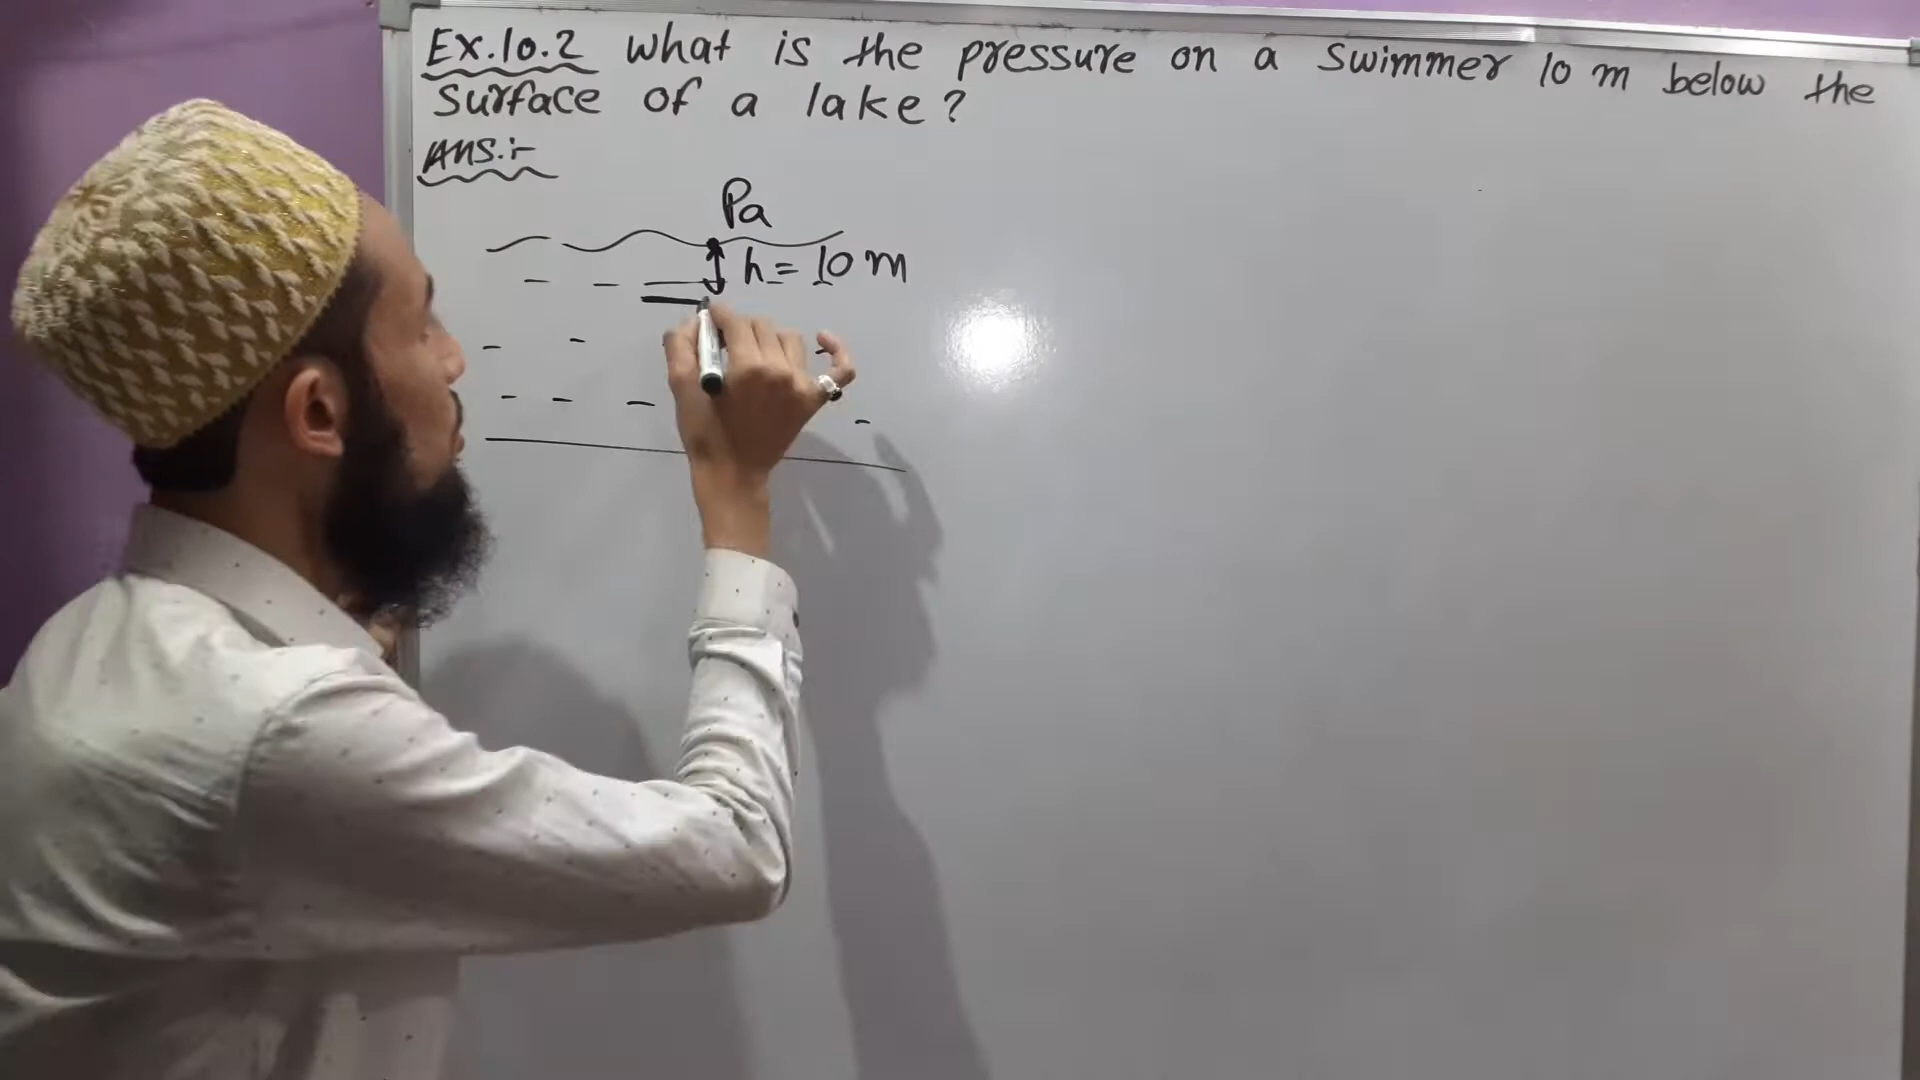 Ex.10.2 What is the pressure on a swimmer 10 m below the
surface of a lake?
Ans.:-
Pa
h = 10 m